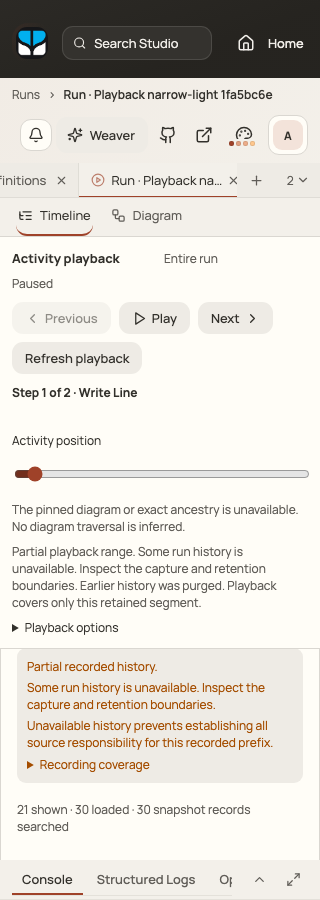 Search Studio
Home
Runs > Run · Playback narrow-light 1fa5bc6e
Weaver
A
finitions
Run · Playback na...
2
Timeline
Diagram
Activity playback
Entire run
Paused
Previous
Play
Next
Refresh playback
Step 1 of 2 · Write Line
Activity position
The pinned diagram or exact ancestry is unavailable.
No diagram traversal is inferred.
Partial playback range. Some run history is
unavailable. Inspect the capture and retention
boundaries. Earlier history was purged. Playback
covers only this retained segment.
Playback options
Partial recorded history.
Some run history is unavailable. Inspect the
capture and retention boundaries.
Unavailable history prevents establishing all
source responsibility for this recorded prefix.
Recording coverage
21 shown · 30 loaded · 30 snapshot records
searched
Console
Structured Logs